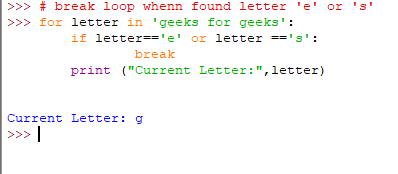 >>> # break loop whenn found letter 'e' or 's'
>>> for letter in 'geeks for geeks':
        if letter=='e' or letter =='s':
                break
        print ("Current Letter:",letter)
Current Letter: g
>>>